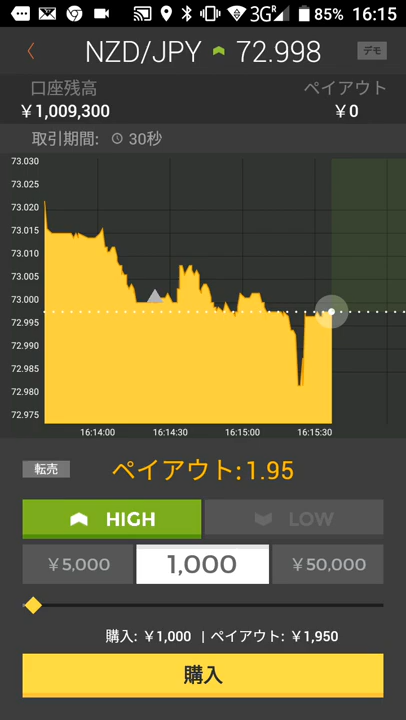 3G R 85% 16:15
NZD/JPY 72.998 デモ
口座残高 ペイアウト
¥1,009,300 ¥0
取引期間: 30秒
73.030
73.025
73.020
73.015
73.010
73.005
73.000
72.995
72.990
72.985
72.980
72.975
16:14:00 16:14:30 16:15:00 16:15:30
転売 ペイアウト:1.95
HIGH LOW
¥5,000 1,000 ¥50,000
購入: ¥1,000 | ペイアウト: ¥1,950
購入